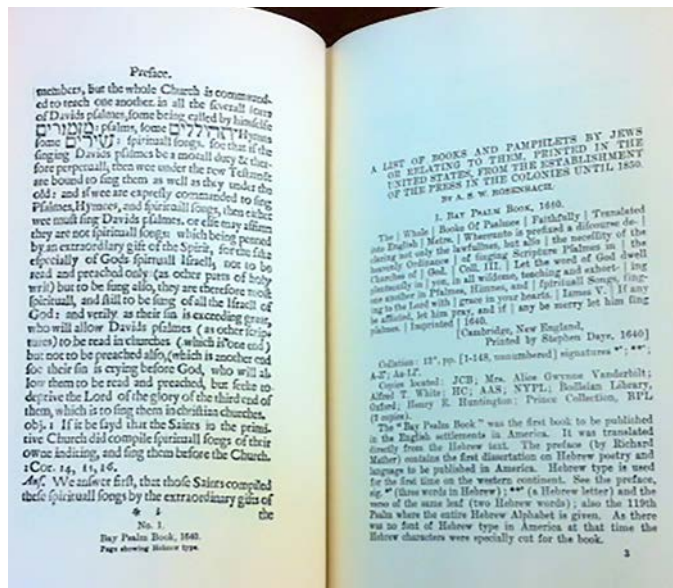 Preface.
members, but the whole Church is command-
ed to teach one another. in all the severall sorts
of Davids psalmes, some being called by himselfe
מזמורים: psalms, some תהילים Hymns
some שירים: spirituall songs. soe that if the
singing Davids psalmes be a morall duty & ther-
fore perpetuall; then wee under the new Testamēt
are bound to sing them as well as they under the
old: and if wee are expresly commanded to sing
Psalmes, Hymnes, and spirituall songs, then either
wee must sing Davids psalmes, or else may affirm
they are not spirituall songs: which being penned
by an extraordiary gift of the Spirit, for the sake
especially of Gods spirituall Israell, not to be
read and preached only (as other parts of holy
writ) but to be sung also, they are therefore most
spirituall, and still to be sung of all the Israell of
God: and verily as their sin is exceeding great,
who will allow Davids psalmes (as other scrip-
tures) to be read in churches (which is one end)
but not to be preached also, (which is another end
soe their sin is crying before God, who will al-
low them to be read and preached, but seeke to
deprive the Lord of the glory of the third end of
them, which is to sing them in christian churches.
obj. 1 If it be sayd that the Saints in the primi-
tive Church did compile spirituall songs of their
owne inditing, and sing them before the Church.
1Cor. 14, 15, 16.
Ans. We answer first, that those Saints compiled
these spirituall songs by the extraordinary gifts of
the
No. 1.
Bay Psalm Book, 1640.
Page showing Hebrew type.
A LIST OF BOOKS AND PAMPHLETS BY JEWS
OR RELATING TO THEM, PRINTED IN THE
UNITED STATES, FROM THE ESTABLISHMENT
OF THE PRESS IN THE COLONIES UNTIL 1850.
BY A. S. W. ROSENBACH.
1. BAY PSALM BOOK, 1640.
The | Whole | Books Of Psalmes | Faithfully | Translated
into English | Metre. | Whereunto is prefixed a discourse de- |
claring not only the lawfullnes, but also | the necessity of the
heavenly Ordinance | of singing Scripture Psalmes in | the
Churches of | God. | Coll. III. | Let the word of God dwell
plenteously in | you, in all wisdome, teaching and exhort- | ing
one another in Psalmes, Himnes, and | spirituall Songs, sing-
ing to the Lord with | grace in your hearts. | Iames V. | If any
be afflicted, let him pray, and if | any be merry let him sing
psalmes. | Imprinted | 1640.
[Cambridge, New England,
Printed by Stephen Daye, 1640]
Collation: 12°, pp. [1-148, unnumbered] signatures *⁴; **⁴;
Copies located: JCB; Mrs. Alice Gwynne Vanderbilt;
Alfred T. White; HC; AAS; NYPL; Bodleian Library,
Oxford; Henry E. Huntington; Prince Collection, BPL
(2 copies).
The "Bay Psalm Book" was the first book to be published
in the English settlements in America. It was translated
directly from the Hebrew text. The preface (by Richard
Mather) contains the first dissertation on Hebrew poetry and
language to be published in America. Hebrew type is used
for the first time on the western continent. See the preface,
sig. (three words in Hebrew); (a Hebrew letter) and the
verso of the same leaf (two Hebrew words); also the 119th
Psalm where the entire Hebrew Alphabet is given. As there
was no font of Hebrew type in America at that time the
Hebrew characters were specially cut for the book.
3